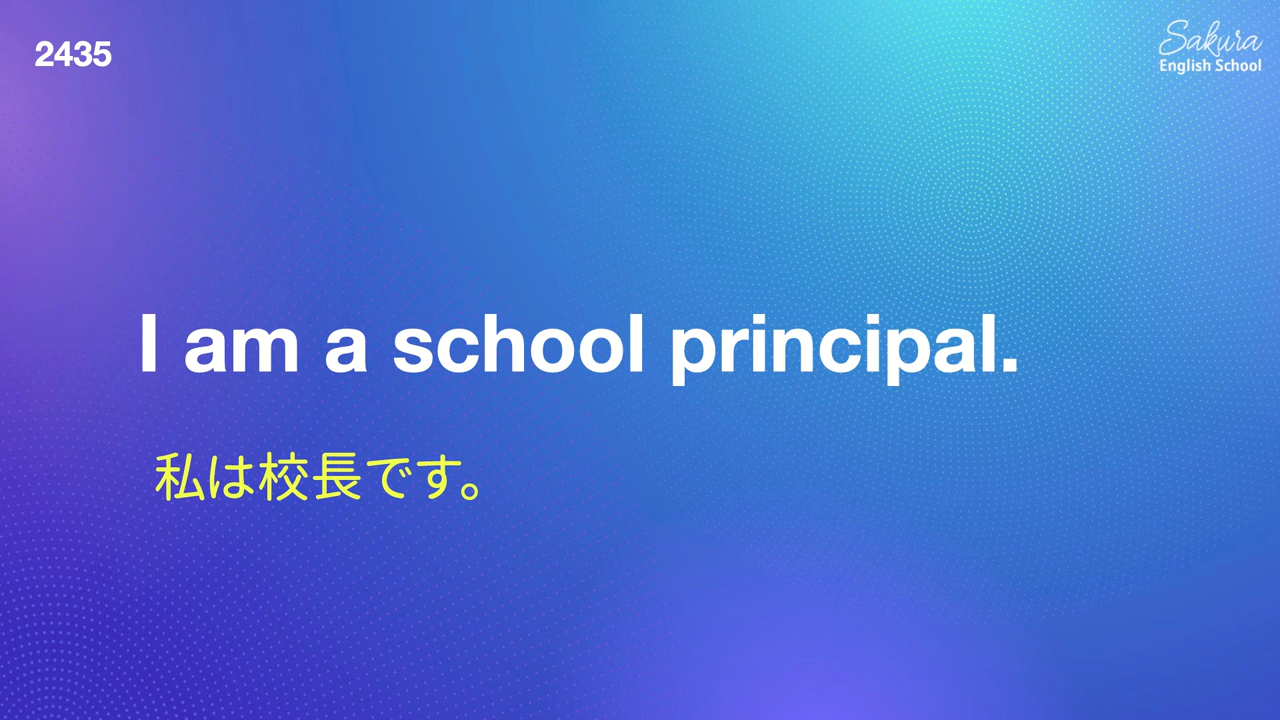 2435
Sakura
English School
I am a school principal.
私は校長です。